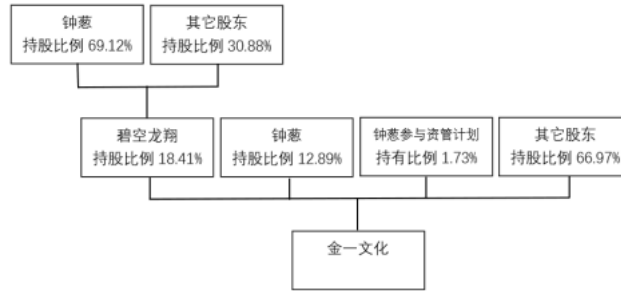 钟葱
持股比例 69.12%
其它股东
持股比例 30.88%
碧空龙翔
持股比例 18.41%
钟葱
持股比例 12.89%
钟葱参与资管计划
持有比例 1.73%
其它股东
持股比例 66.97%
金一文化